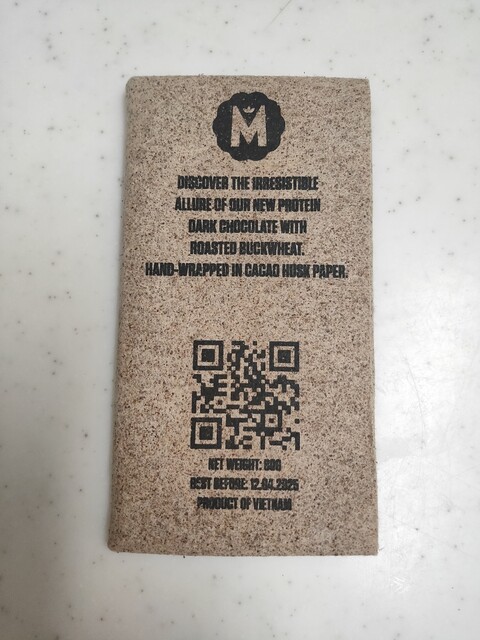 M
DISCOVER THE IRRESISTIBLE
ALLURE OF OUR NEW PROTEIN
DARK CHOCOLATE WITH
ROASTED BUCKWHEAT.
HAND-WRAPPED IN CACAO HUSK PAPER.
NET WEIGHT: 80G
BEST BEFORE: 12.04.2025
PRODUCT OF VIETNAM